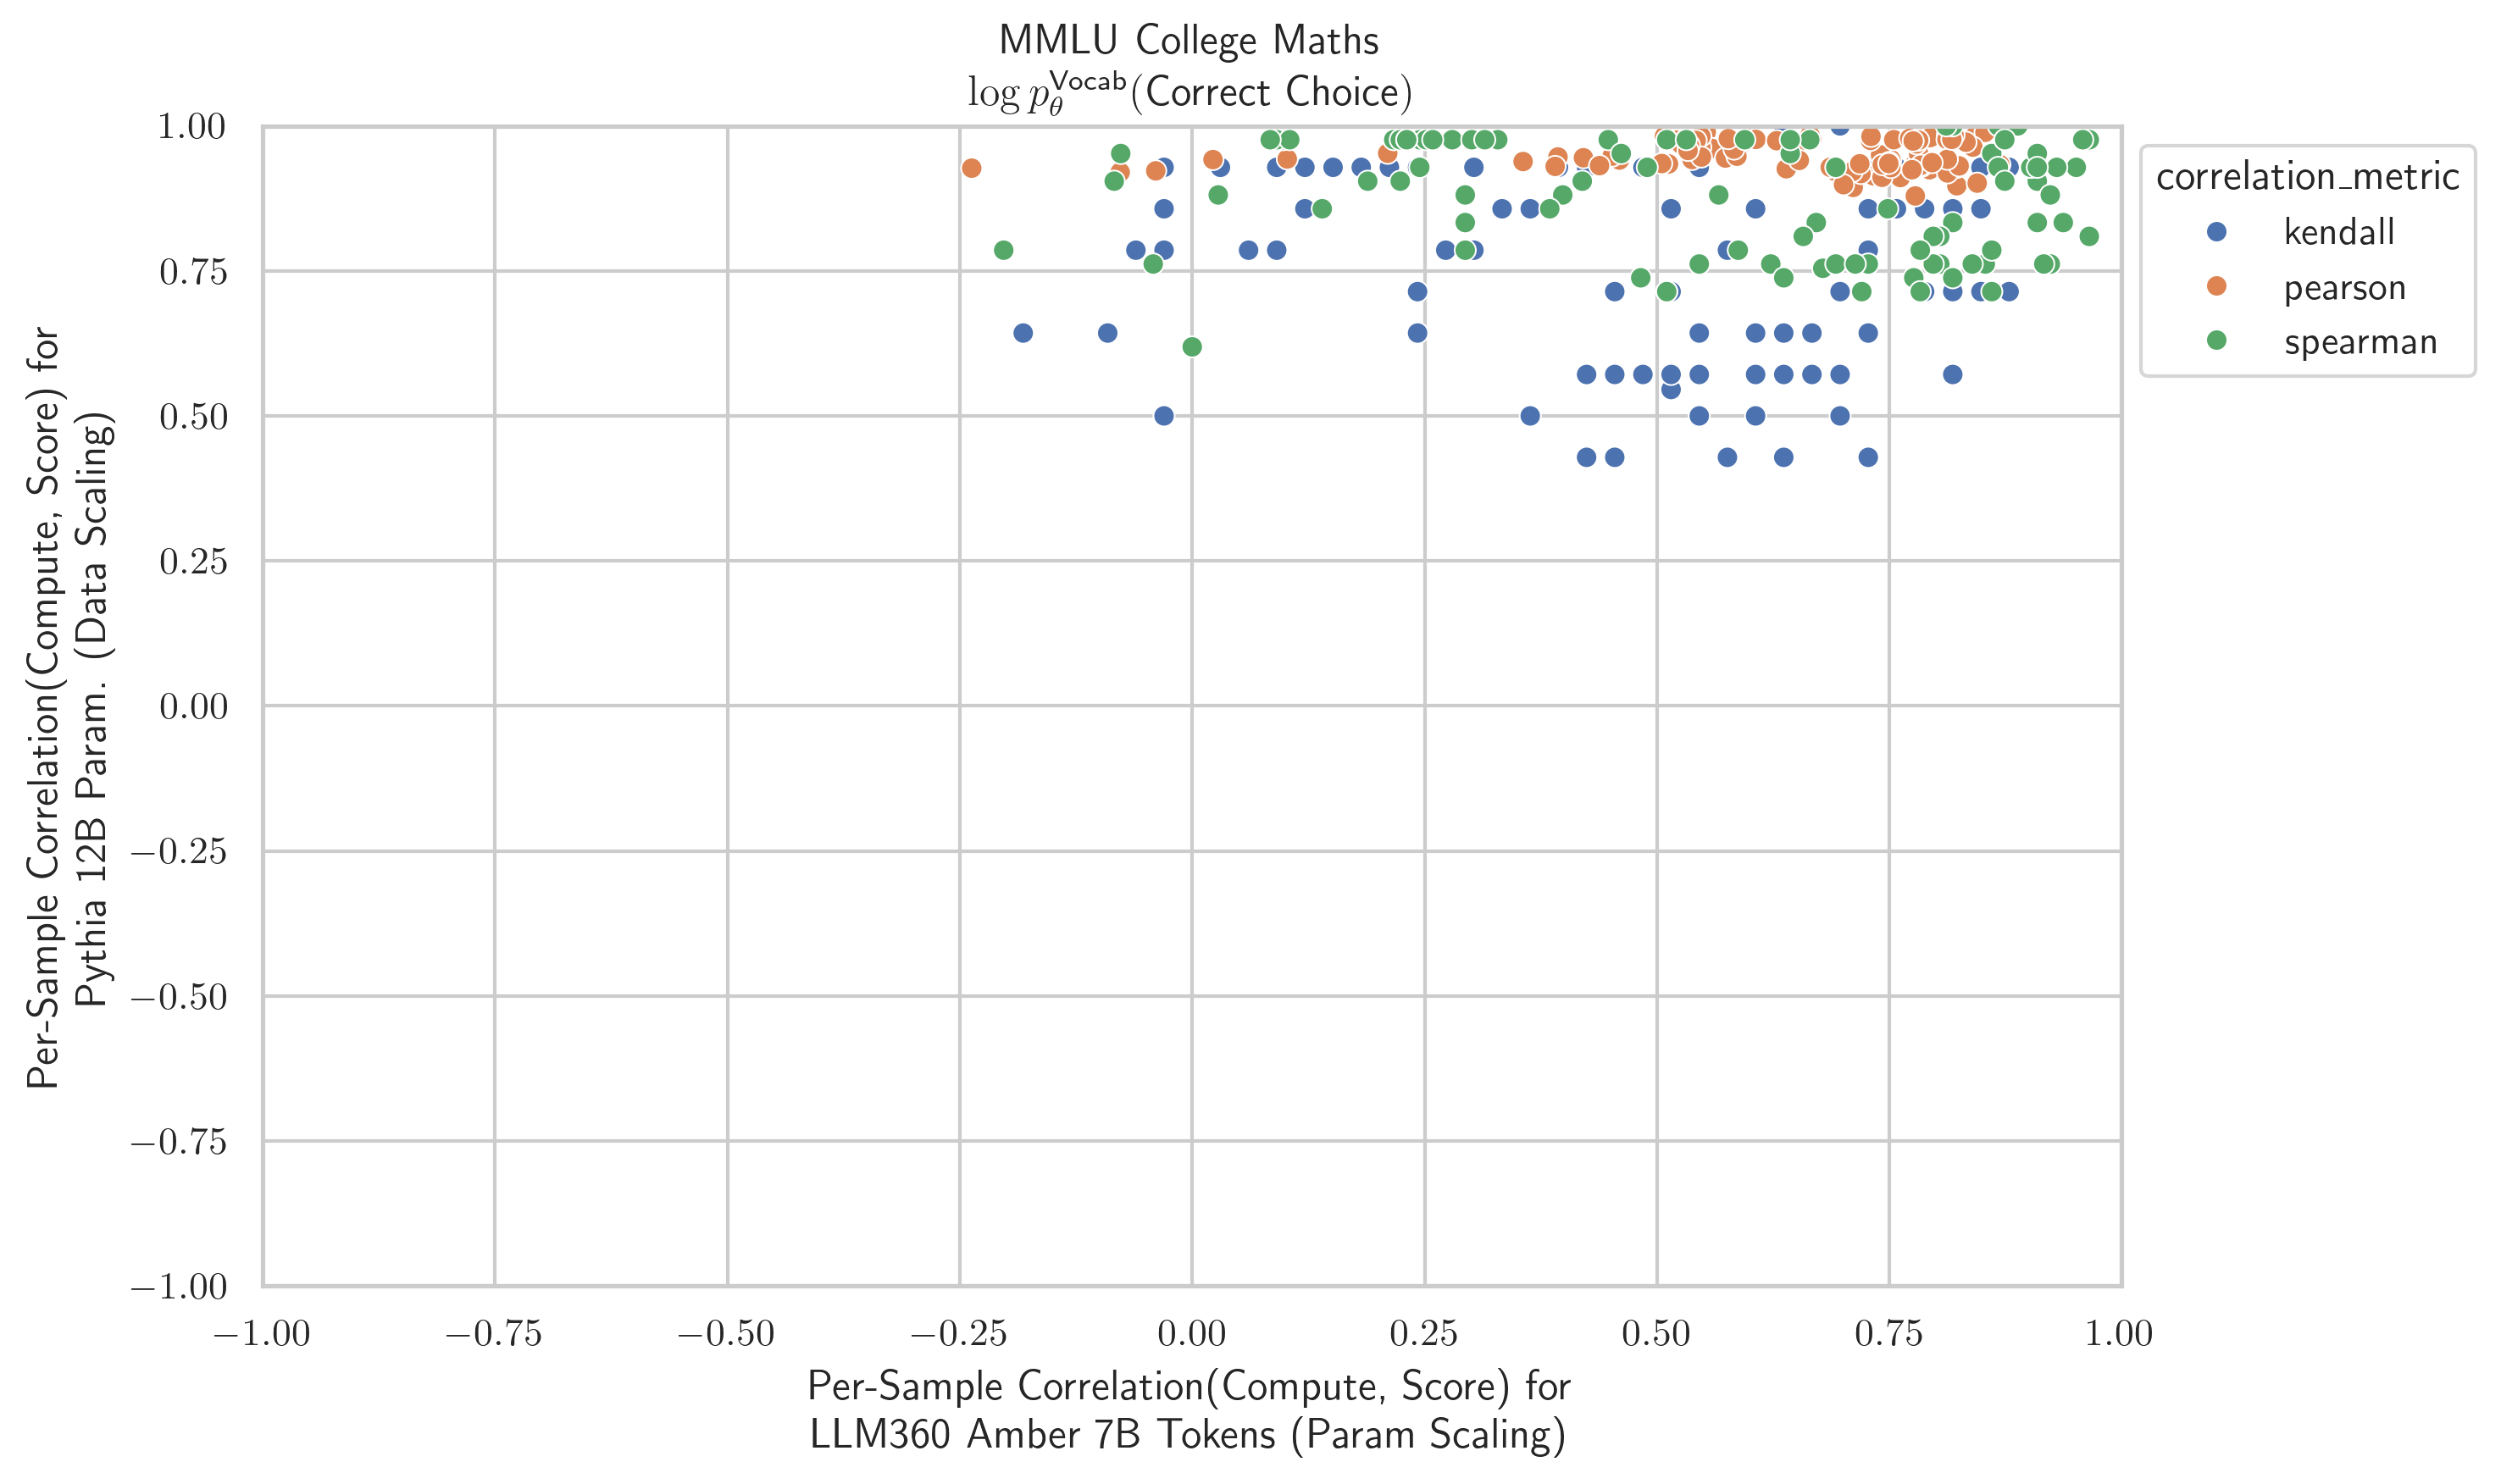 MMLU College Maths
log p_θ^Vocab(Correct Choice)
Per-Sample Correlation(Compute, Score) for
Pythia 12B Param. (Data Scaling)
1.00
0.75
0.50
0.25
0.00
−0.25
−0.50
−0.75
−1.00
−1.00 −0.75 −0.50 −0.25 0.00 0.25 0.50 0.75 1.00
Per-Sample Correlation(Compute, Score) for
LLM360 Amber 7B Tokens (Param Scaling)
correlation_metric
kendall
pearson
spearman